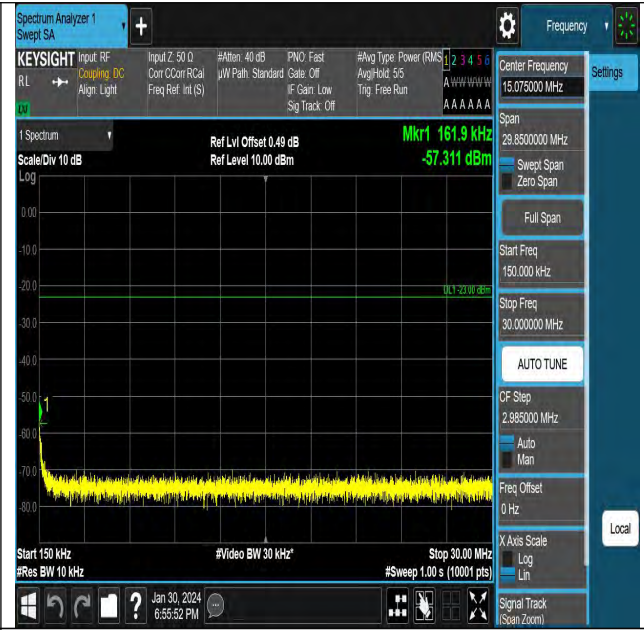 Spectrum Analyzer 1
Swept SA
+
Frequency
KEYSIGHT
RL
LXI
Input: RF
Coupling: DC
Align: Light
Input Z: 50 Ω
Corr CCorr RCal
Freq Ref: Int (S)
#Atten: 40 dB
µW Path: Standard
PNO: Fast
Gate: Off
IF Gain: Low
Sig Track: Off
#Avg Type: Power (RMS
Avg|Hold: 5/5
Trig: Free Run
1 2 3 4 5 6
A W W W W W
A A A A A A
1 Spectrum
Scale/Div 10 dB
Log
Ref Lvl Offset 0.49 dB
Ref Level 10.00 dBm
Mkr1 161.9 kHz
-57.311 dBm
0.00
-10.0
-20.0
-30.0
-40.0
-50.0
-60.0
-70.0
-80.0
DL1 -23.00 dBm
1
Start 150 kHz
#Res BW 10 kHz
#Video BW 30 kHz*
Stop 30.00 MHz
#Sweep 1.00 s (10001 pts)
Center Frequency
15.075000 MHz
Settings
Span
29.8500000 MHz
Swept Span
Zero Span
Full Span
Start Freq
150.000 kHz
Stop Freq
30.000000 MHz
AUTO TUNE
CF Step
2.985000 MHz
Auto
Man
Freq Offset
0 Hz
X Axis Scale
Log
Lin
Local
Signal Track
(Span Zoom)
?
Jan 30, 2024
6:55:52 PM